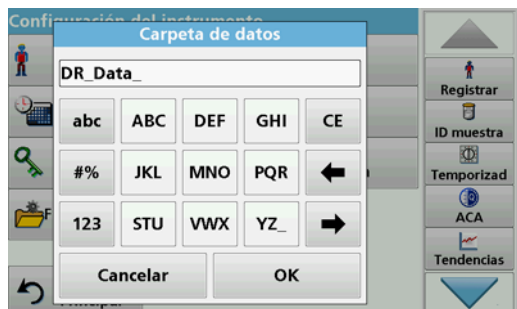 Configuración del instrumento
Carpeta de datos
DR_Data_
abc ABC DEF GHI CE
#% JKL MNO PQR
123 STU VWX YZ_
Cancelar OK
Registrar
ID muestra
Temporizad
ACA
Tendencias
F
Principal